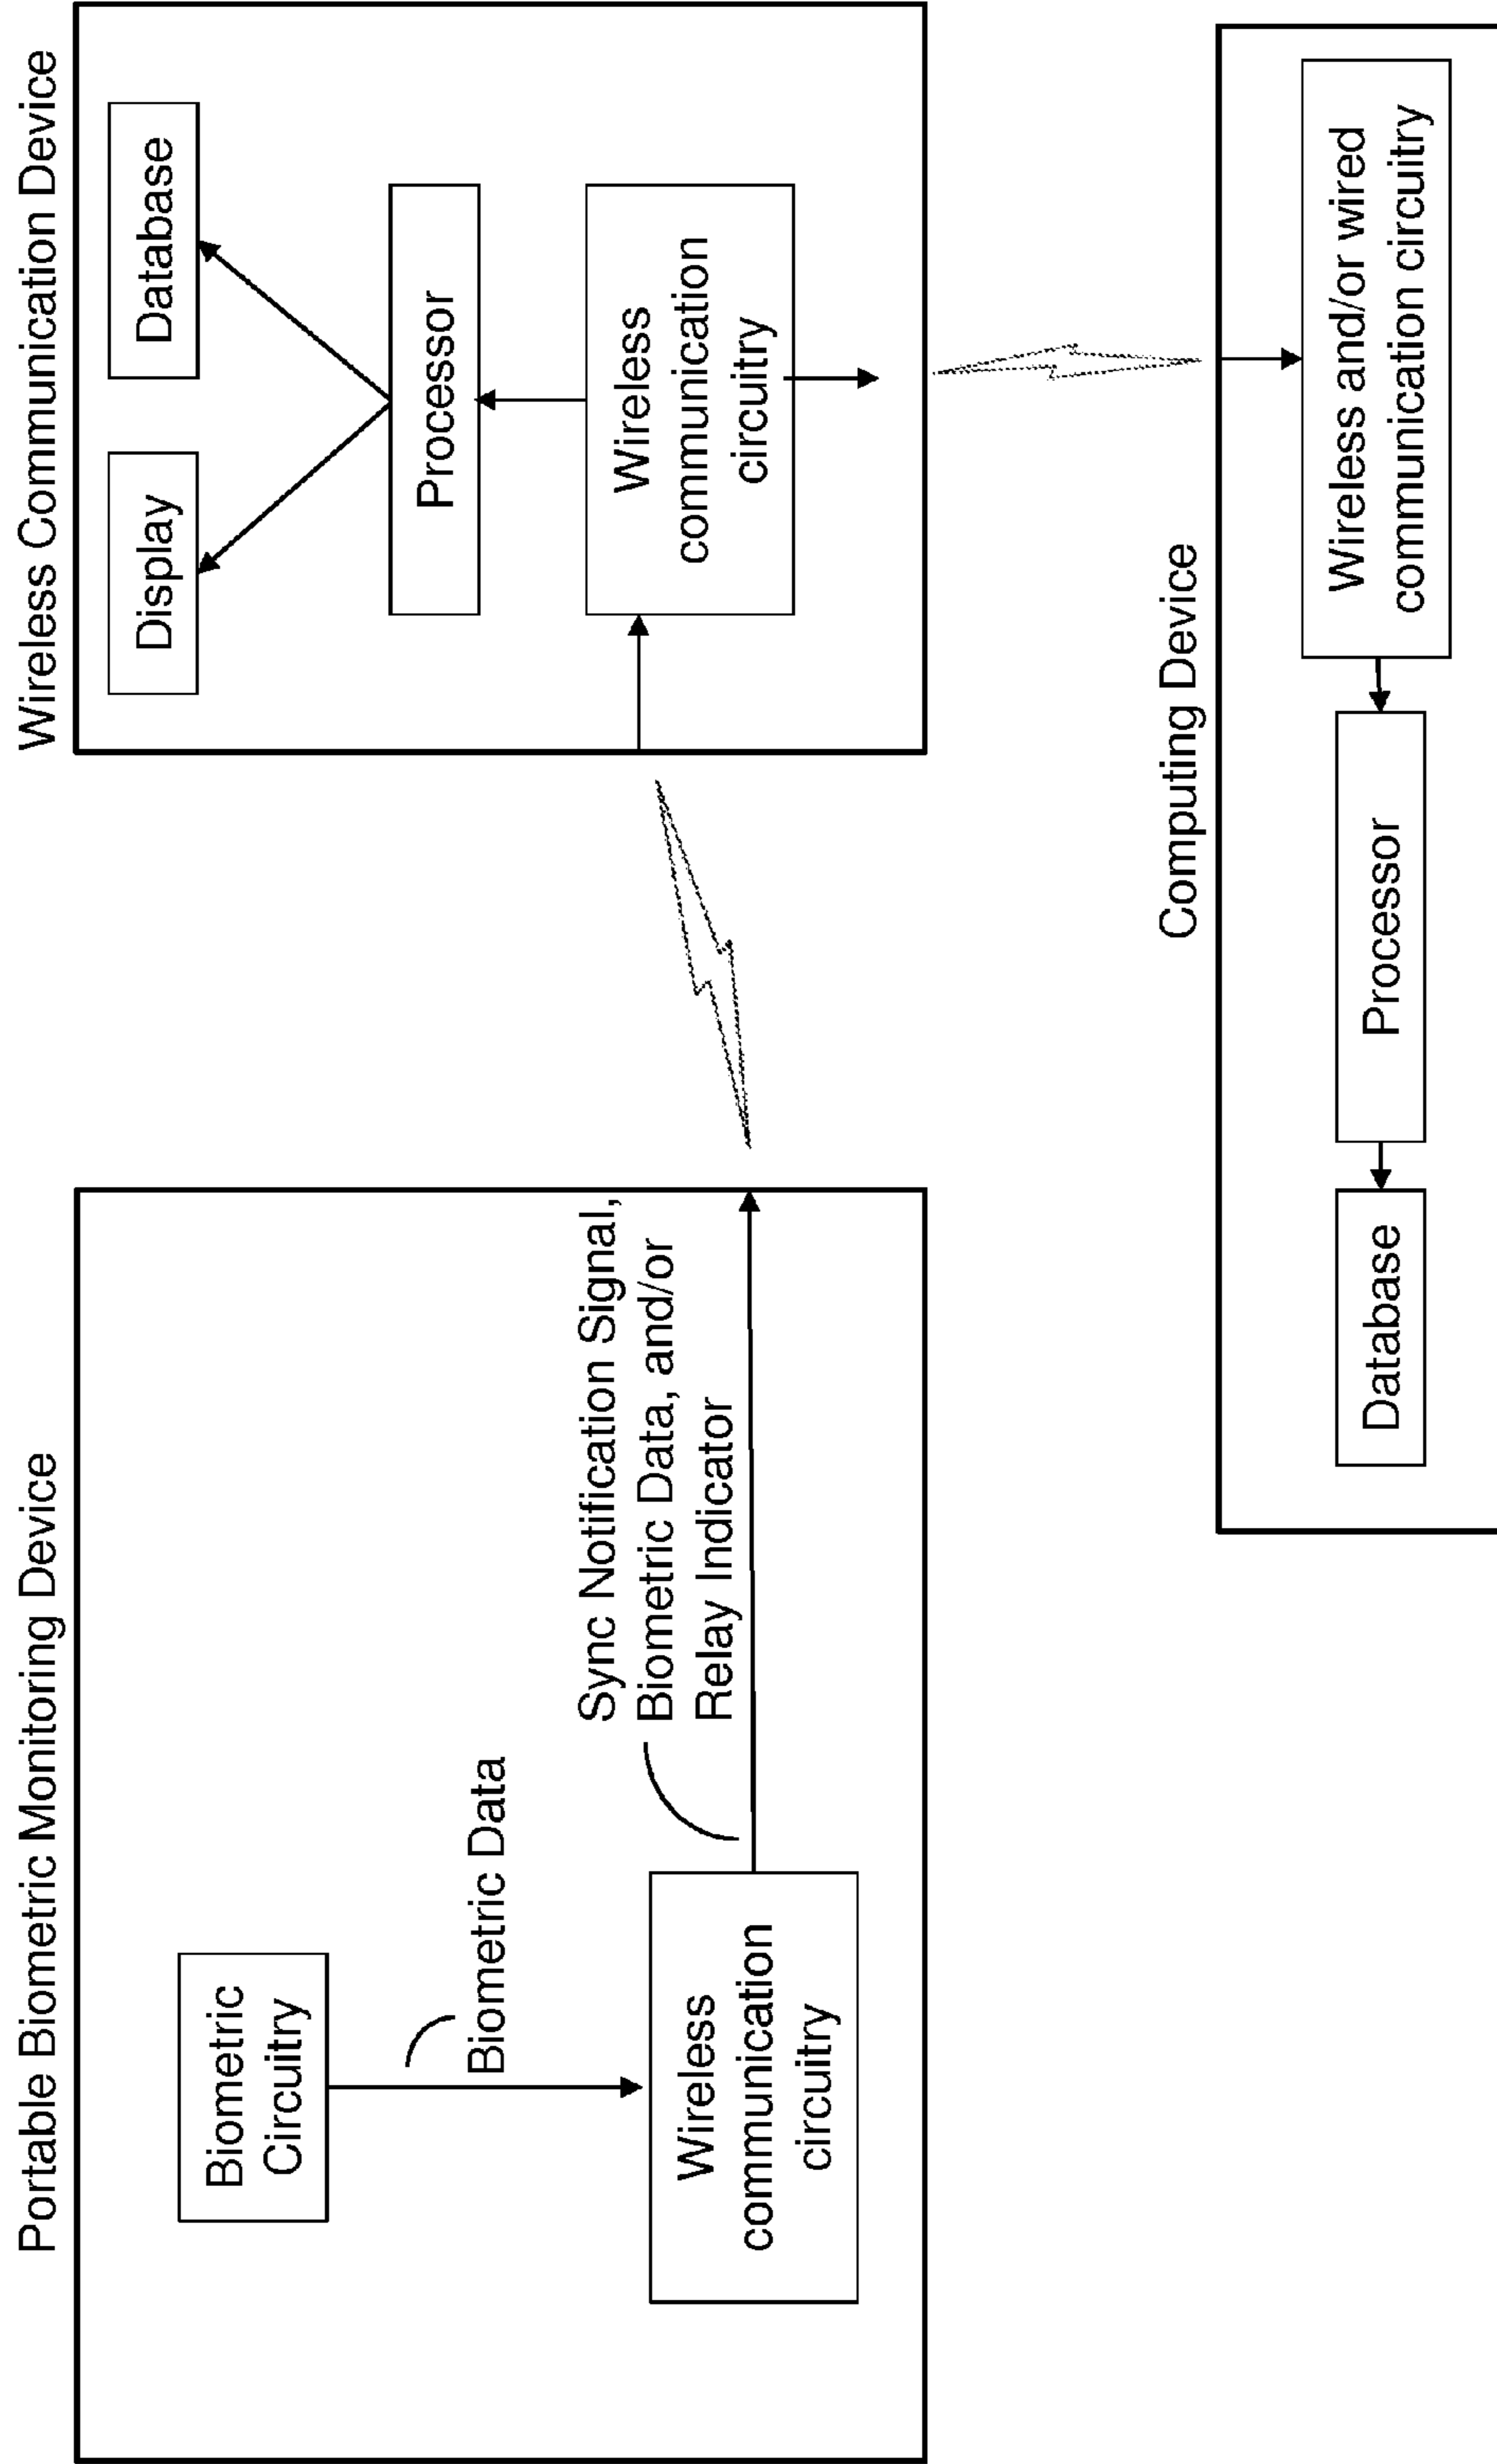 Portable Biometric Monitoring Device
Biometric
Circuitry
Biometric Data
Wireless
communication
circuitry
Sync Notification Signal,
Biometric Data, and/or
Relay Indicator
Wireless Communication Device
Display
Database
Processor
Wireless
communication
circuitry
Computing Device
Database
Processor
Wireless and/or wired
communication circuitry